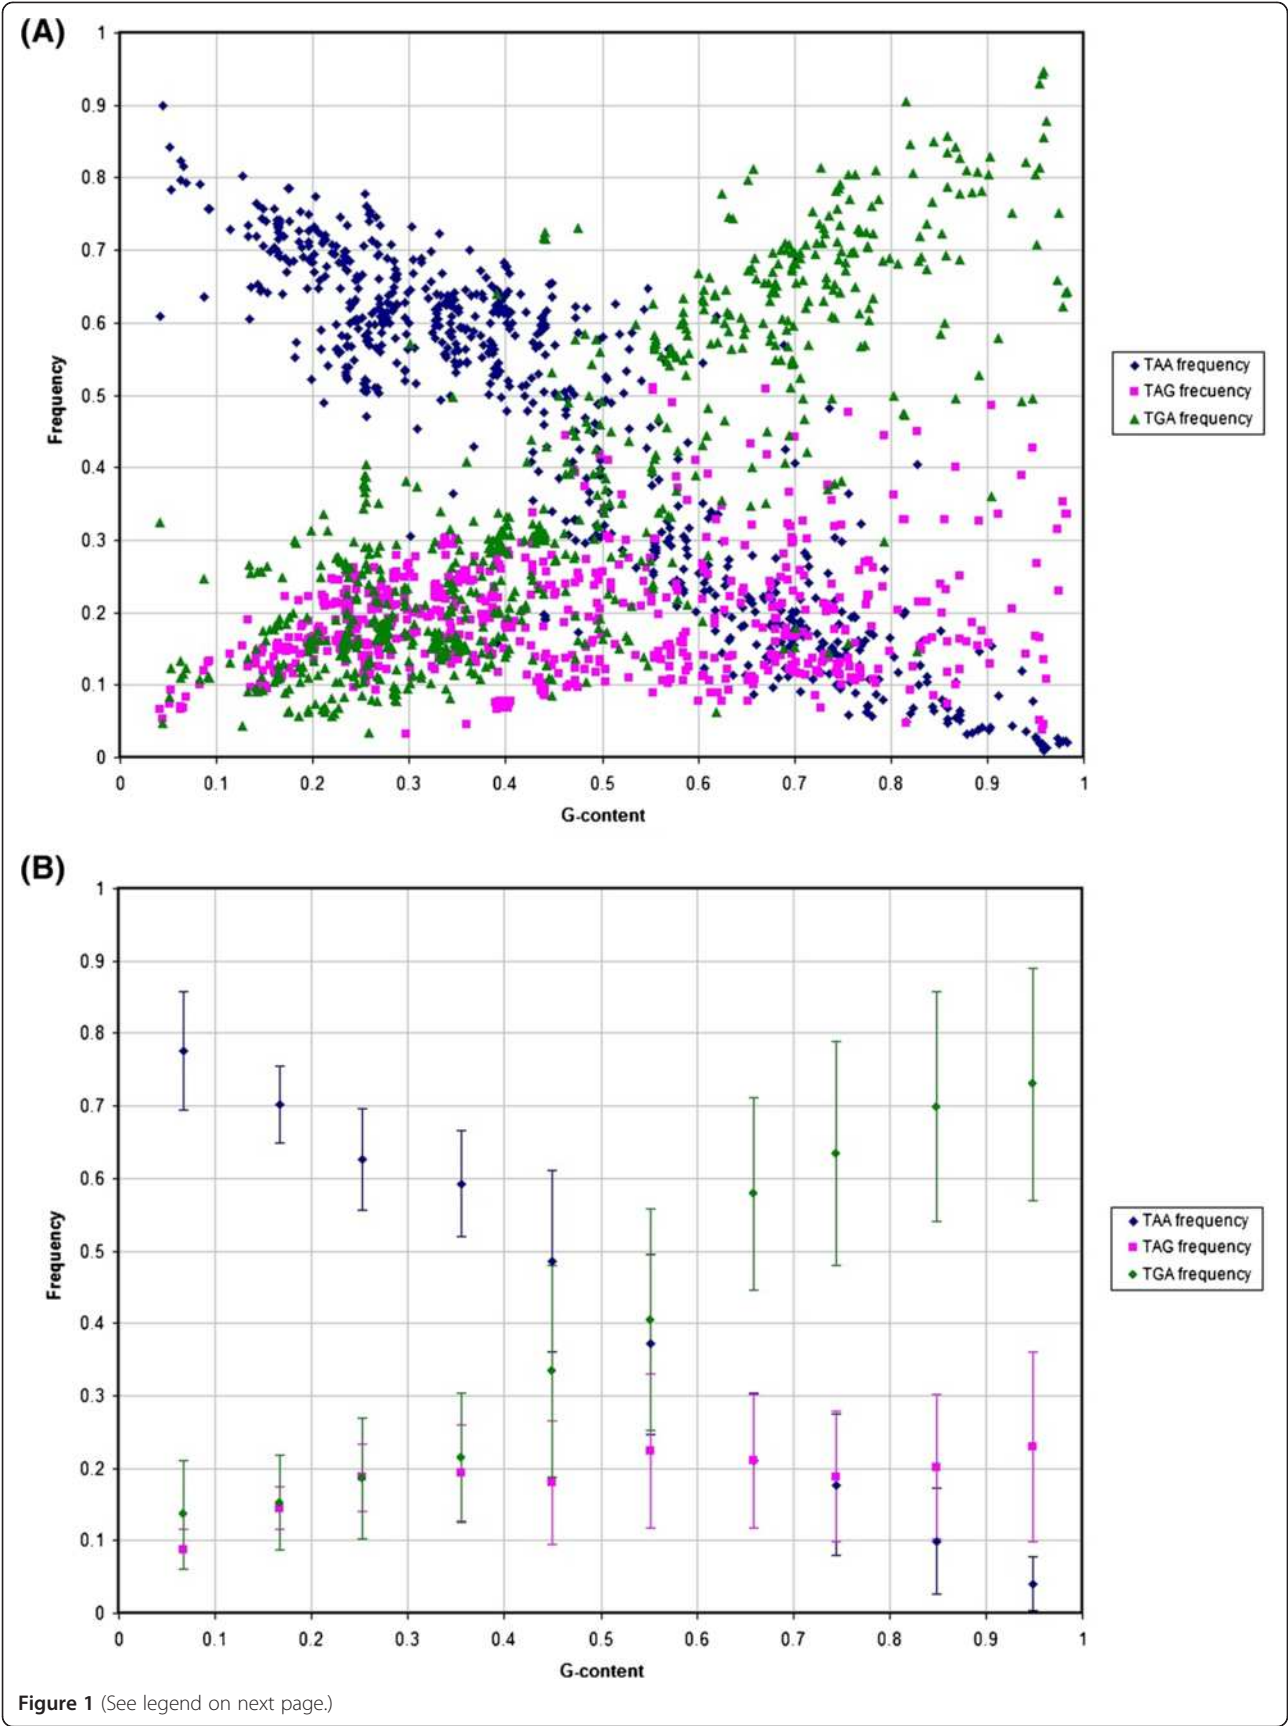 (A)
1
0.9
0.8
0.7
0.6
0.5
0.4
0.3
0.2
0.1
0
Frequency
0 0.1 0.2 0.3 0.4 0.5 0.6 0.7 0.8 0.9 1
G-content
TAA frequency
TAG frecuency
TGA frequency
(B)
1
0.9
0.8
0.7
0.6
0.5
0.4
0.3
0.2
0.1
0
Frequency
0 0.1 0.2 0.3 0.4 0.5 0.6 0.7 0.8 0.9 1
G-content
TAA frequency
TAG frequency
TGA frequency
Figure 1 (See legend on next page.)